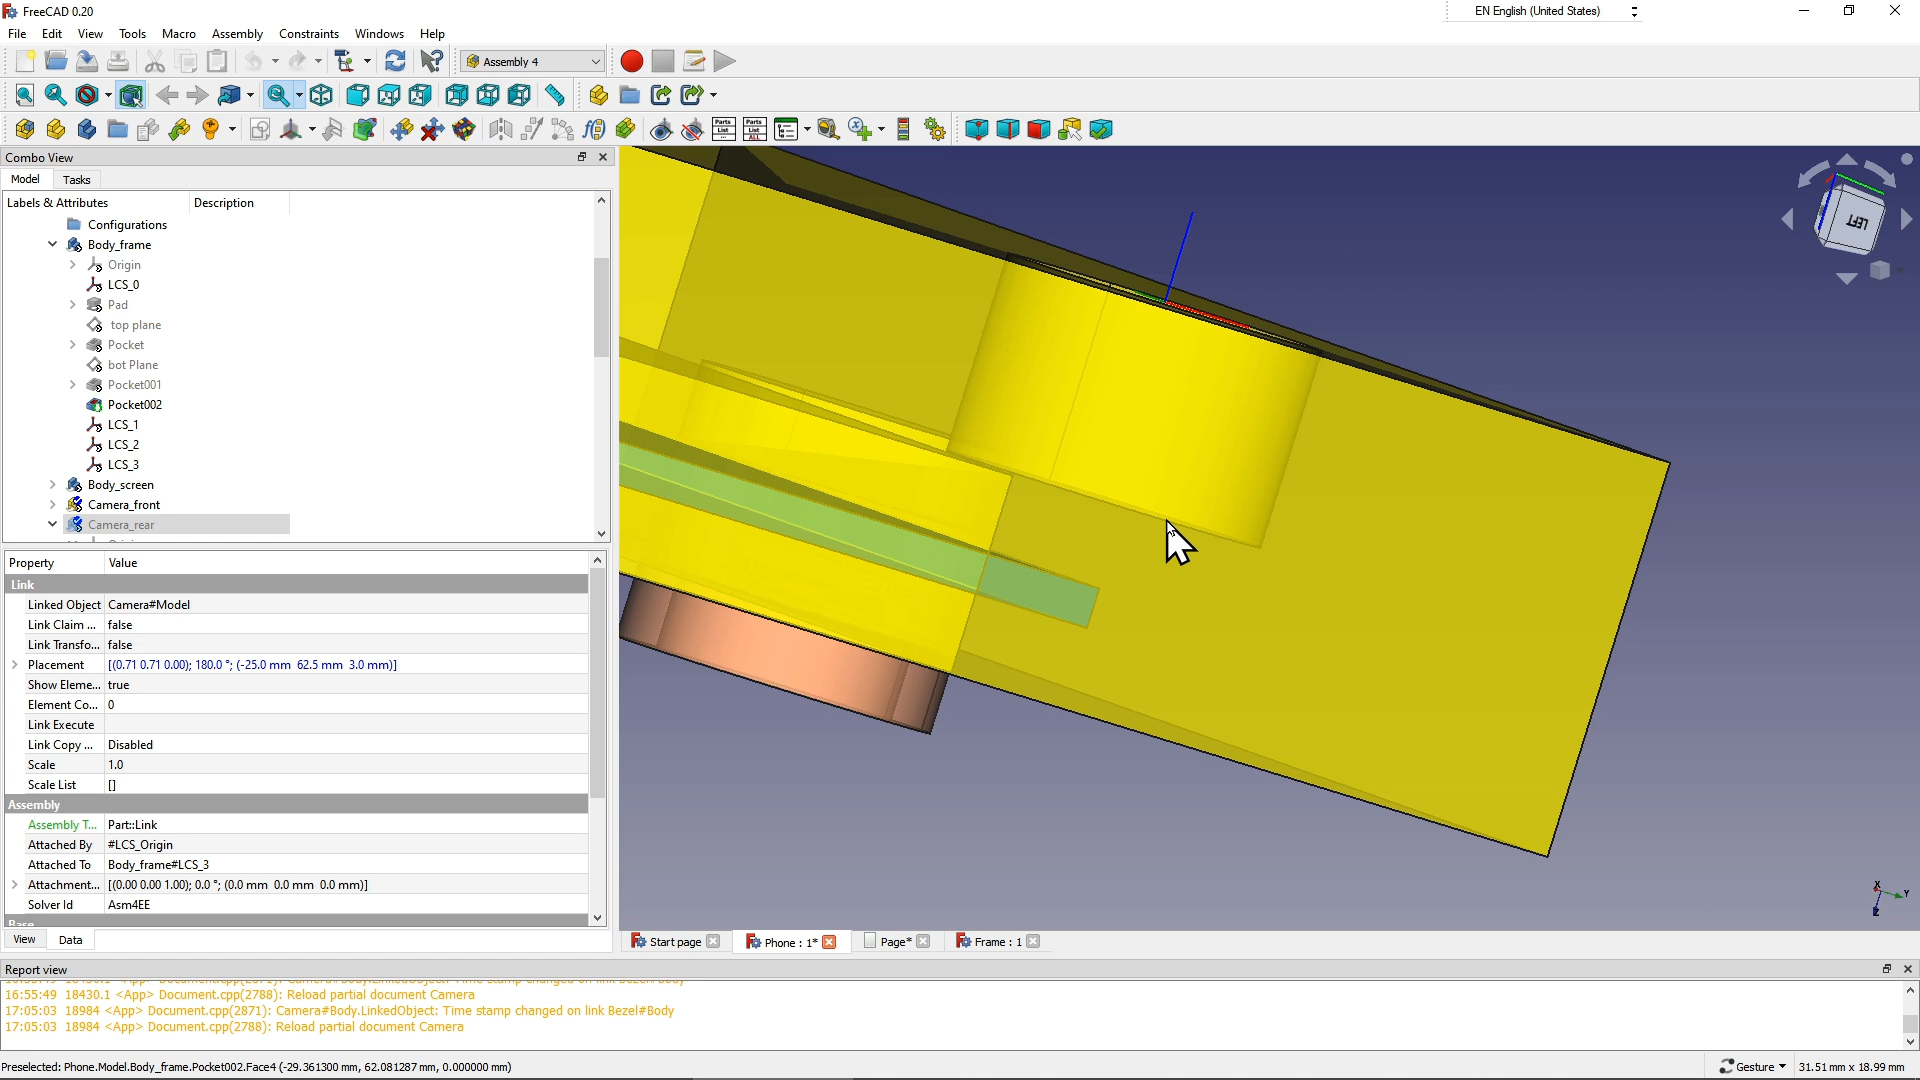 FreeCAD 0.20
EN English (United States)
File Edit View Tools Macro Assembly Constraints Windows Help
Assembly 4
Parts List ...
Parts List ALL
Combo View
Model Tasks
Labels & Attributes Description
Configurations
Body_frame
Origin
LCS_0
Pad
top plane
Pocket
bot Plane
Pocket001
Pocket002
LCS_1
LCS_2
LCS_3
Body_screen
Camera_front
Camera_rear
Property Value
Link
Linked Object Camera#Model
Link Claim ... false
Link Transfo... false
Placement [(0.71 0.71 0.00); 180.0 °; (-25.0 mm 62.5 mm 3.0 mm)]
Show Eleme... true
Element Co... 0
Link Execute
Link Copy ... Disabled
Scale 1.0
Scale List []
Assembly
Assembly T... Part::Link
Attached By #LCS_Origin
Attached To Body_frame#LCS_3
Attachment... [(0.00 0.00 1.00); 0.0 °; (0.0 mm 0.0 mm 0.0 mm)]
Solver Id Asm4EE
Base
View Data
LEFT
X
Y
Z
Start page Phone : 1* Page* Frame : 1
Report view
16:55:49 18430.1 <App> Document.cpp(2788): Reload partial document Camera
17:05:03 18984 <App> Document.cpp(2871): Camera#Body.LinkedObject: Time stamp changed on link Bezel#Body
17:05:03 18984 <App> Document.cpp(2788): Reload partial document Camera
Preselected: Phone.Model.Body_frame.Pocket002.Face4 (-29.361300 mm, 62.081287 mm, 0.000000 mm)
Gesture 31.51 mm x 18.99 mm